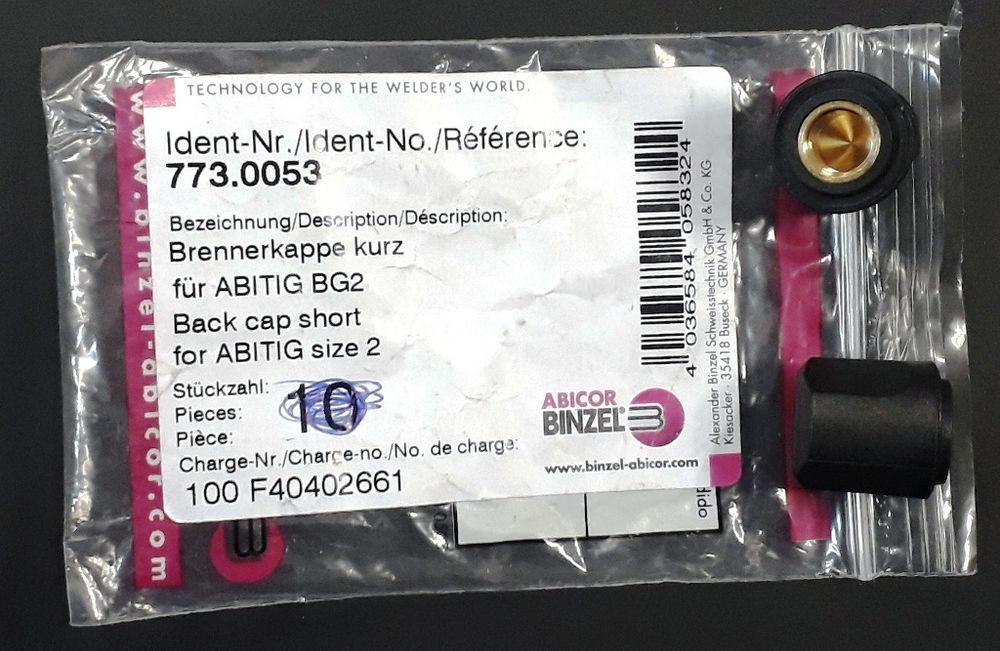 TECHNOLOGY FOR THE WELDER'S WORLD.
Ident-Nr./Ident-No./Référence:
773.0053
Bezeichnung/Description/Déscription:
Brennerkappe kurz
für ABITIG BG2
Back cap short
for ABITIG size 2
Stückzahl:
Pieces:
Pièce:
10
Charge-Nr./Charge-no./No. de charge:
100 F40402661
ABICOR
BINZEL®
www.binzel-abicor.com
4 036584 058324
Alexander Binzel Schweisstechnik GmbH & Co. KG
Kiesacker · 35418 Buseck · GERMANY
www.binzel-abicor.com